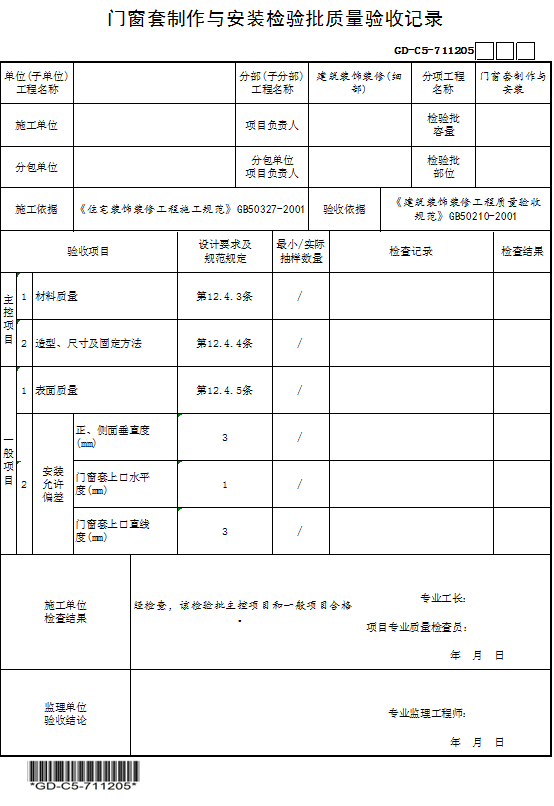 门窗套制作与安装检验批质量验收记录
GD-C5-711205
单位(子单位)
工程名称
分部(子分部)
工程名称
建筑装饰装修(细
部)
分项工程
名称
门窗套制作与
安装
施工单位
项目负责人
检验批
容量
分包单位
分包单位
项目负责人
检验批
部位
施工依据
《住宅装饰装修工程施工规范》GB50327-2001
验收依据
《建筑装饰装修工程质量验收
规范》GB50210-2001
验收项目
设计要求及
规范规定
最小/实际
抽样数量
检查记录
检查结果
主
控
项
目
1
材料质量
第12.4.3条
/
2
造型、尺寸及固定方法
第12.4.4条
/
一
般
项
目
1
表面质量
第12.4.5条
/
2
安装
允许
偏差
正、侧面垂直度
(mm)
3
/
门窗套上口水平
度(mm)
1
/
门窗套上口直线
度(mm)
3
/
施工单位
检查结果
经检查，该检验批主控项目和一般项目合格
。
专业工长：
项目专业质量检查员：
年 月 日
监理单位
验收结论
专业监理工程师：
年 月 日
*GD-C5-711205*